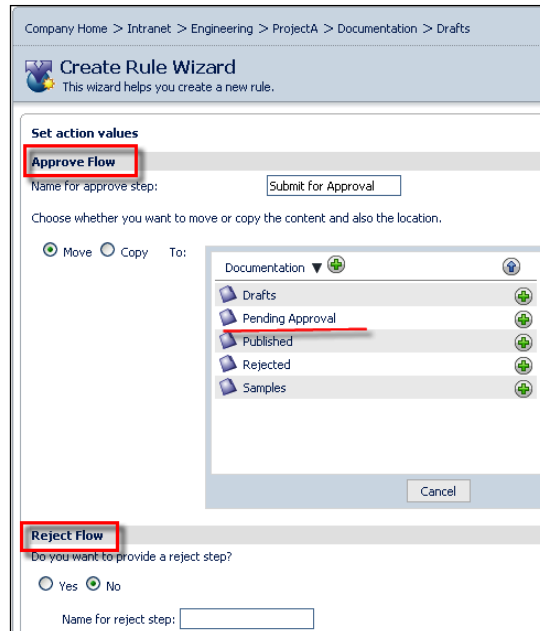 Company Home > Intranet > Engineering > ProjectA > Documentation > Drafts
Create Rule Wizard
This wizard helps you create a new rule.
Set action values
Approve Flow
Name for approve step: Submit for Approval
Choose whether you want to move or copy the content and also the location.
Move Copy To:
Documentation
Drafts
Pending Approval
Published
Rejected
Samples
Cancel
Reject Flow
Do you want to provide a reject step?
Yes No
Name for reject step: